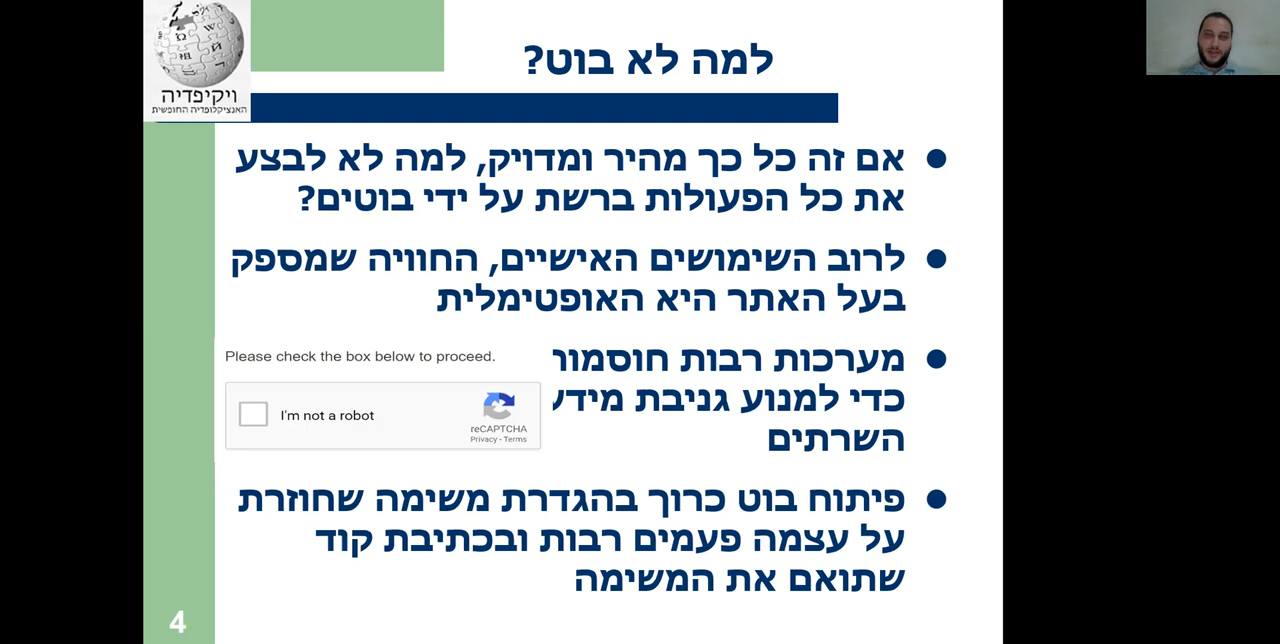 ויקיפדיה
האנציקלופדיה החופשית
למה לא בוט?
אם זה כל כך מהיר ומדויק, למה לא לבצע
את כל הפעולות ברשת על ידי בוטים?
לרוב השימושים האישיים, החוויה שמספק
בעל האתר היא האופטימלית
מערכות רבות
כדי למנוע גניבת
השרתים
Please check the box below to proceed.
I'm not a robot
reCAPTCHA
Privacy - Terms
פיתוח בוט כרוך בהגדרת משימה שחוזרת
על עצמה פעמים רבות ובכתיבת קוד
שתואם את המשימה
4